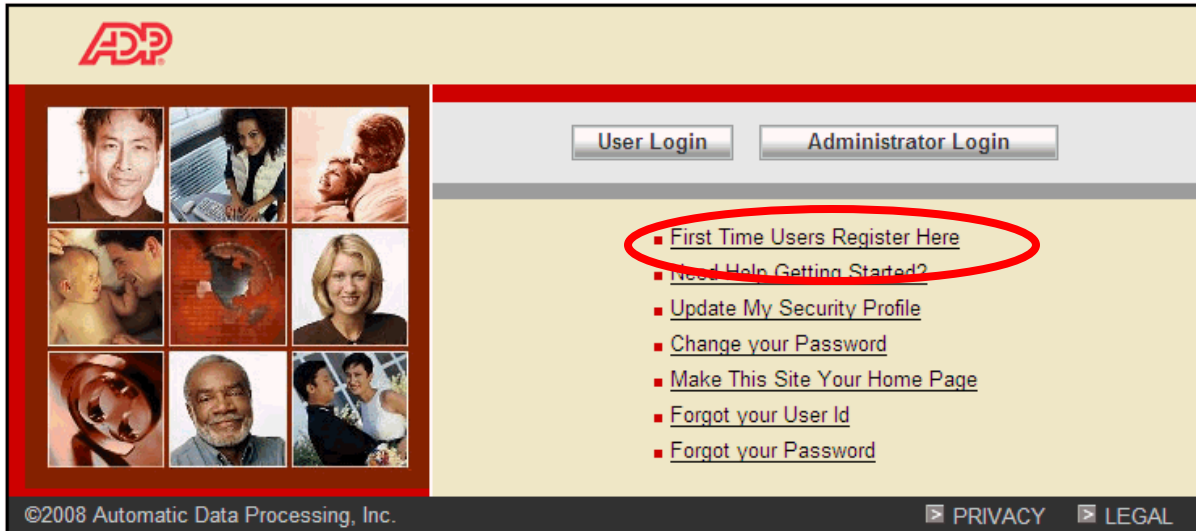 ADP
User Login Administrator Login
First Time Users Register Here
Need Help Getting Started?
Update My Security Profile
Change your Password
Make This Site Your Home Page
Forgot your User Id
Forgot your Password
©2008 Automatic Data Processing, Inc. PRIVACY LEGAL